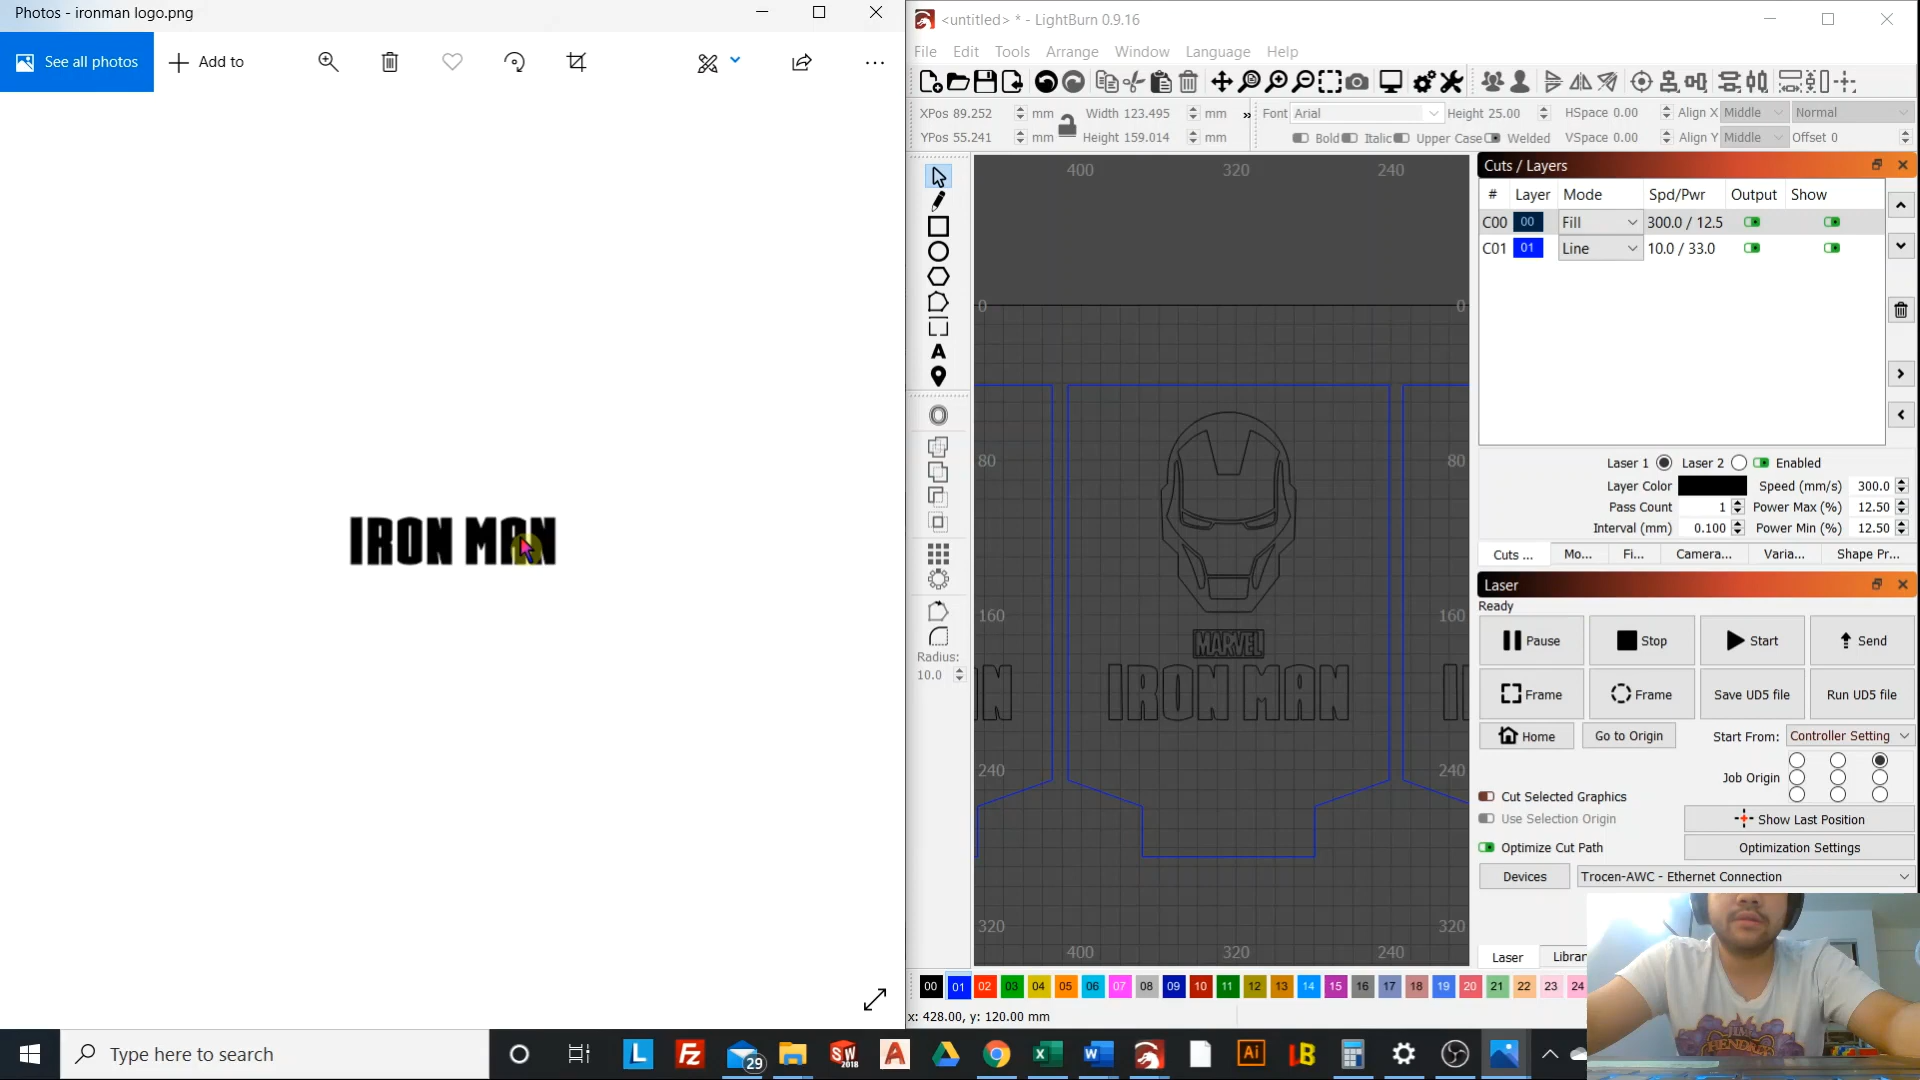 Photos - ironman logo.png
See all photos
Add to
IRON MAN
<untitled> * - LightBurn 0.9.16
File Edit Tools Arrange Window Language Help
XPos 89.252 mm Width 123.495 mm » Font Arial Height 25.00 HSpace 0.00 Align X Middle Normal
YPos 55.241 mm Height 159.014 mm Bold Italic Upper Case Welded VSpace 0.00 Align Y Middle Offset 0
A
Radius:
10.0
400 320 240
0 0
80 80
160 160
MARVEL
IRON MAN
240 240
320 320
400 320 240
Cuts / Layers
# Layer Mode Spd/Pwr Output Show
C00 00 Fill 300.0 / 12.5
C01 01 Line 10.0 / 33.0
Laser 1 Laser 2 Enabled
Layer Color Speed (mm/s) 300.0
Pass Count 1 Power Max (%) 12.50
Interval (mm) 0.100 Power Min (%) 12.50
Cuts ... Mo... Fi... Camera... Varia... Shape Pr...
Laser
Ready
Pause Stop Start Send
Frame Frame Save UD5 file Run UD5 file
Home Go to Origin Start From: Controller Setting
Job Origin
Cut Selected Graphics
Use Selection Origin Show Last Position
Optimize Cut Path Optimization Settings
Devices Trocen-AWC - Ethernet Connection
Laser Librar
00 01 02 03 04 05 06 07 08 09 10 11 12 13 14 15 16 17 18 19 20 21 22 23 24
x: 428.00, y: 120.00 mm
Type here to search
L Fz 29 SW 2018 A X W Ai LB